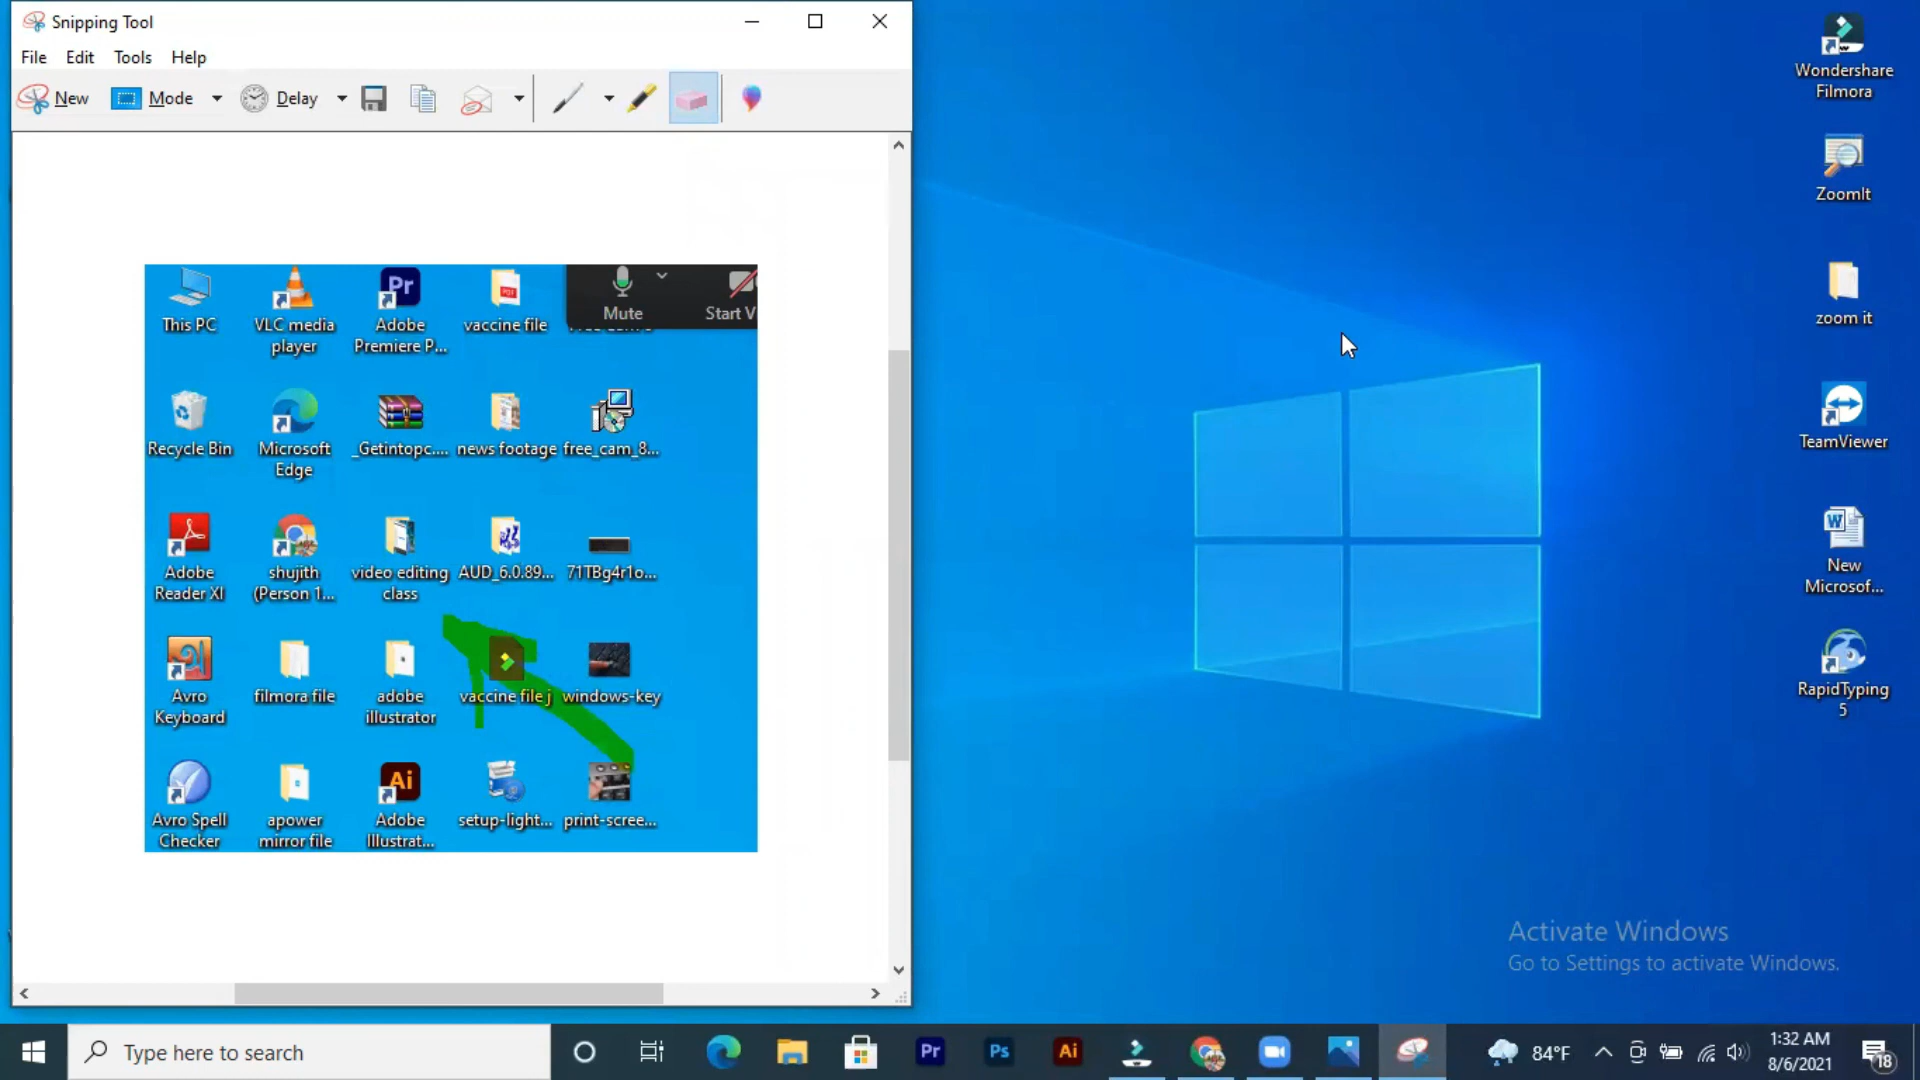 Snipping Tool
File Edit Tools Help
New Mode Delay
Mute Start V
This PC VLC media player Adobe Premiere P... vaccine file
Recycle Bin Microsoft Edge _Getintopc.... news footage free_cam_8...
Adobe Reader XI shujith (Person 1... video editing class AUD_6.0.89... 71TBg4r1o...
Avro Keyboard filmora file adobe illustrator vaccine file j windows-key
Avro Spell Checker apower mirror file Adobe Illustrat... setup-light... print-scree...
Wondershare
Filmora
ZoomIt
zoom it
TeamViewer
New
Microsof...
RapidTyping
5
Activate Windows
Go to Settings to activate Windows.
Type here to search
Pr Ps Ai
84°F
1:32 AM
8/6/2021
18